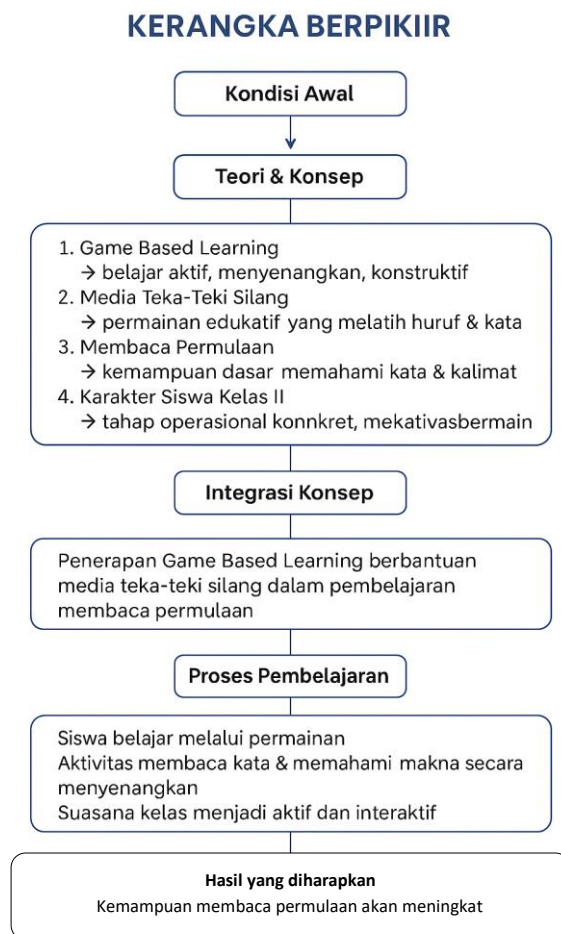 KERANGKA BERPIKIIR
Kondisi Awal
Teori & Konsep
1. Game Based Learning
→ belajar aktif, menyenangkan, konstruktif
2. Media Teka-Teki Silang
→ permainan edukatif yang melatih huruf & kata
3. Membaca Permulaan
→ kemampuan dasar memahami kata & kalimat
4. Karakter Siswa Kelas II
→ tahap operasional konnkret, mekativasbermain
Integrasi Konsep
Penerapan Game Based Learning berbantuan
media teka-teki silang dalam pembelajaran
membaca permulaan
Proses Pembelajaran
Siswa belajar melalui permainan
Aktivitas membaca kata & memahami makna secara
menyenangkan
Suasana kelas menjadi aktif dan interaktif
Hasil yang diharapkan
Kemampuan membaca permulaan akan meningkat